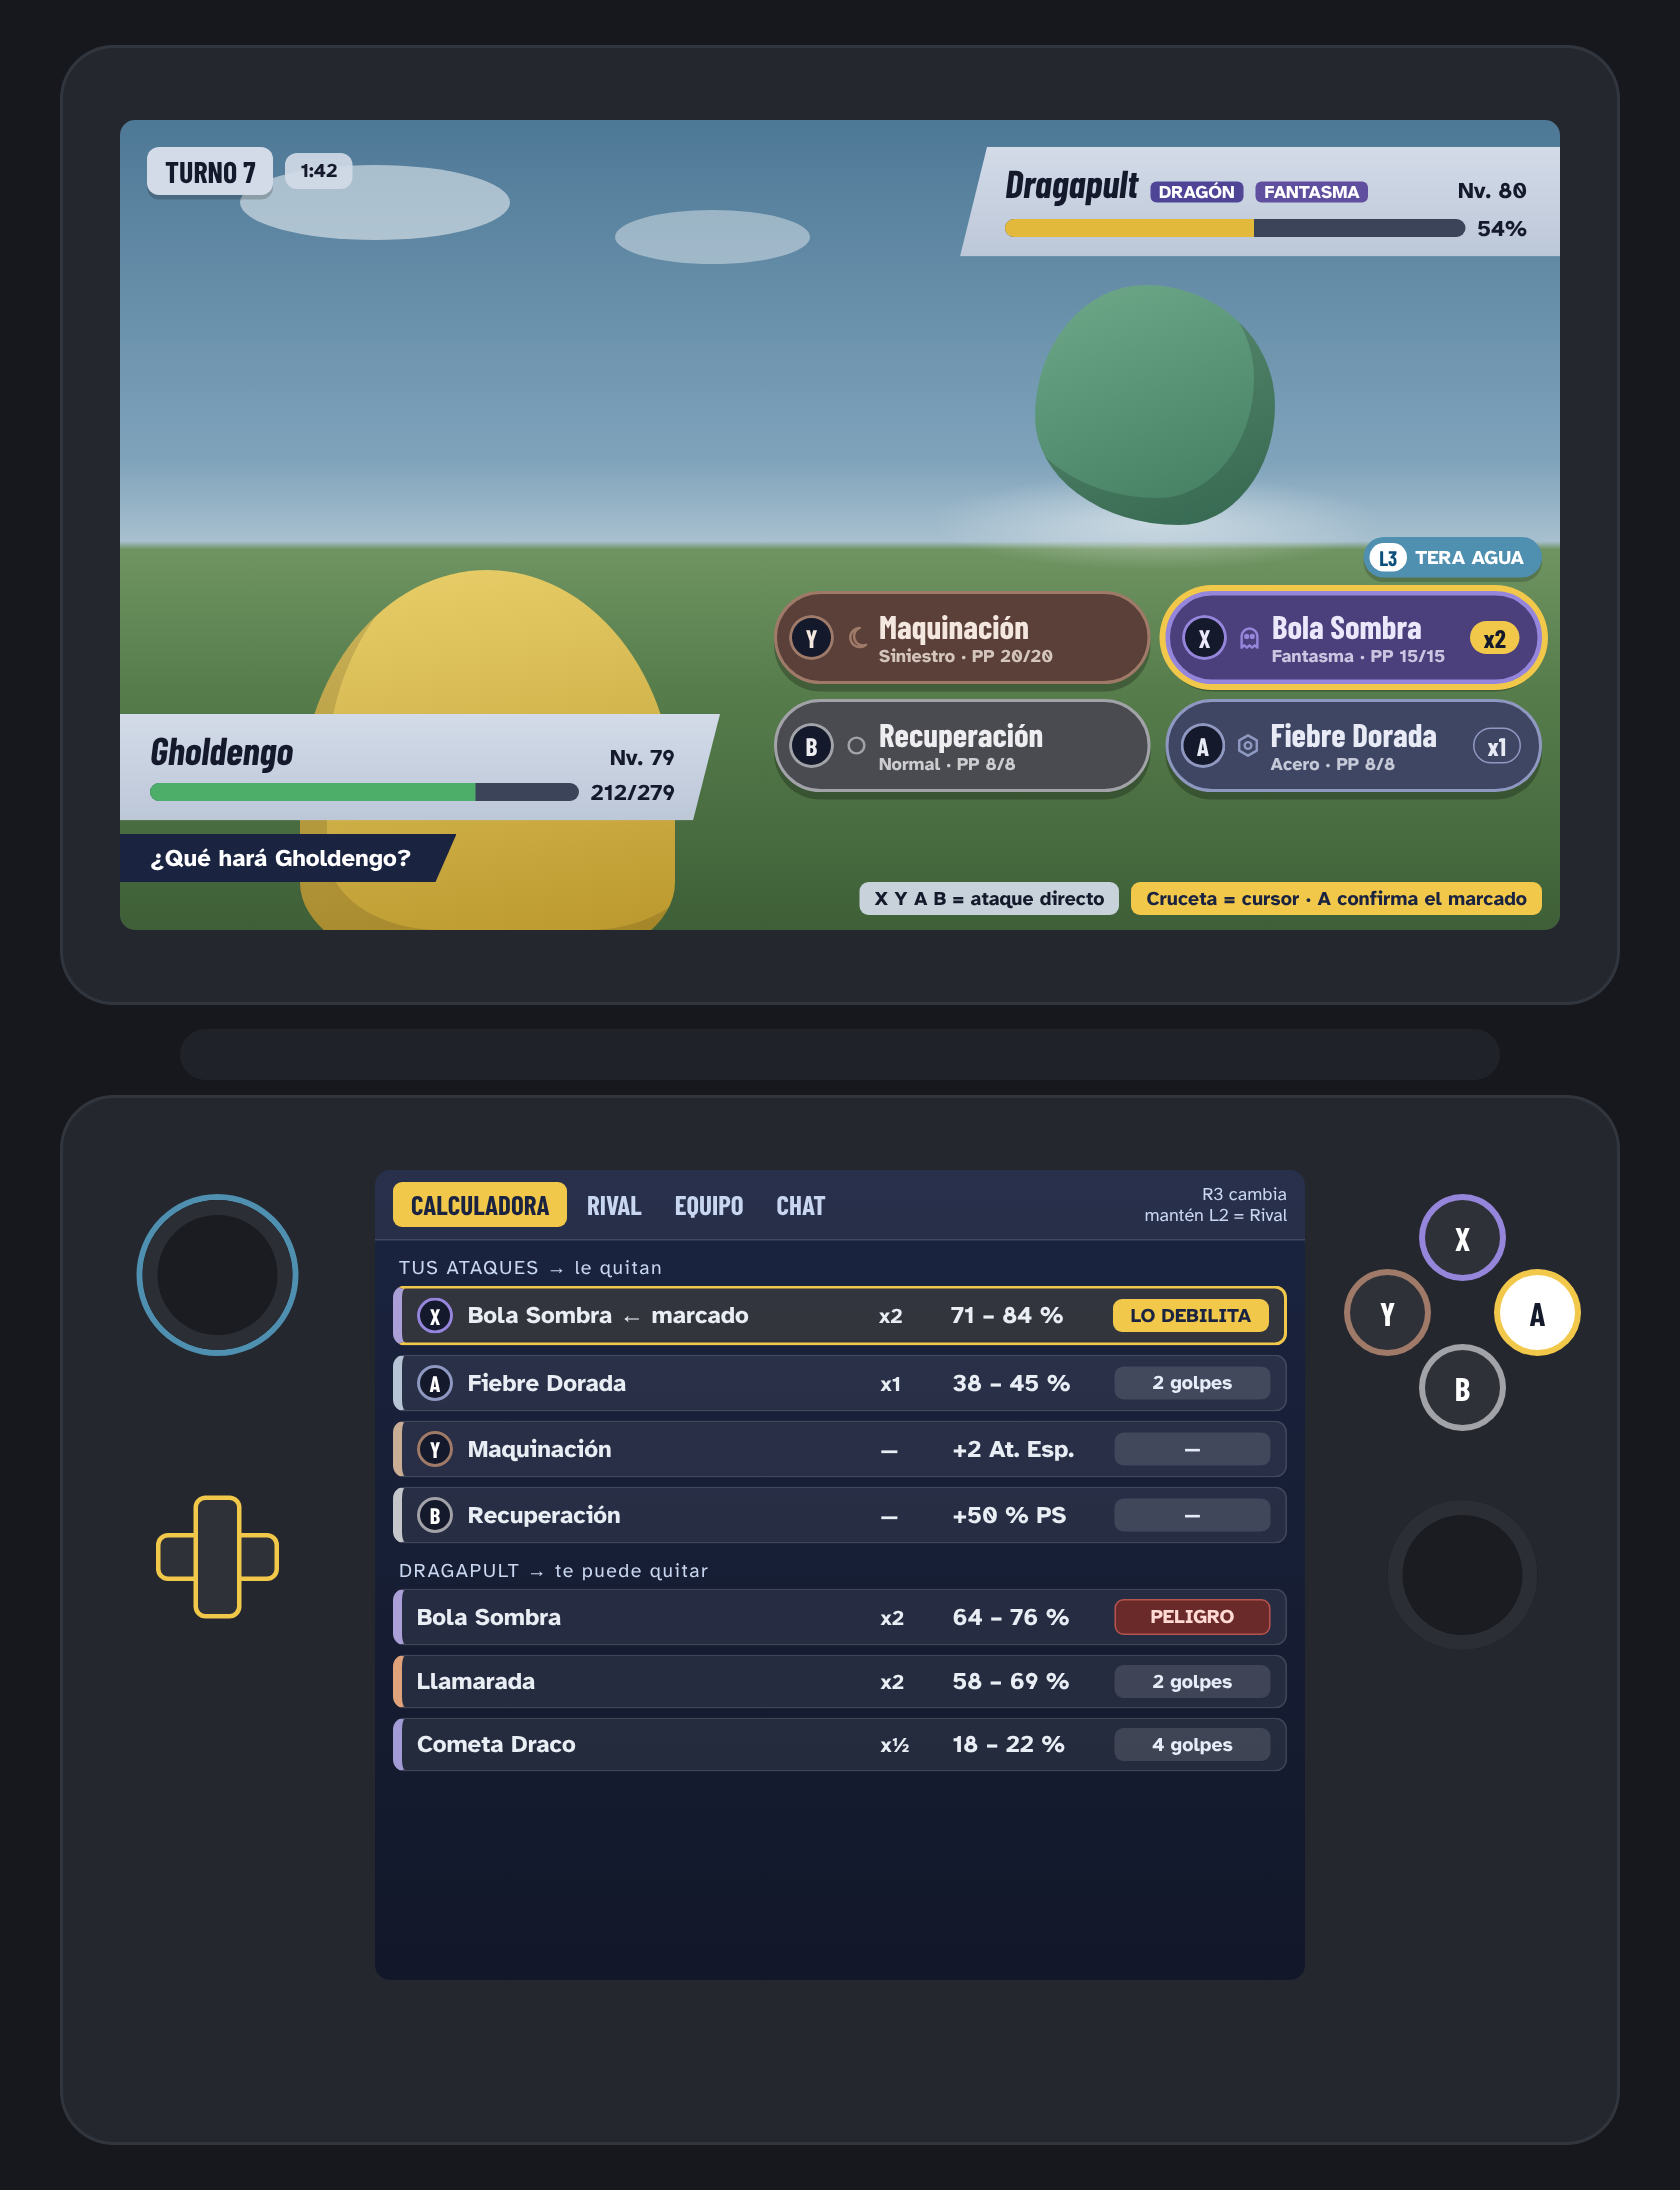 TURNO 7
1:42
Dragapult DRAGÓN FANTASMA Nv. 80
54%
L3 TERA AGUA
Y Maquinación
Siniestro · PP 20/20
X Bola Sombra x2
Fantasma · PP 15/15
B Recuperación
Normal · PP 8/8
A Fiebre Dorada x1
Acero · PP 8/8
Gholdengo Nv. 79
212/279
¿Qué hará Gholdengo?
X Y A B = ataque directo
Cruceta = cursor · A confirma el marcado
CALCULADORA RIVAL EQUIPO CHAT
R3 cambia
mantén L2 = Rival
TUS ATAQUES → le quitan
X Bola Sombra ← marcado x2 71 – 84 % LO DEBILITA
A Fiebre Dorada x1 38 – 45 % 2 golpes
Y Maquinación — +2 At. Esp. —
B Recuperación — +50 % PS —
DRAGAPULT → te puede quitar
Bola Sombra x2 64 – 76 % PELIGRO
Llamarada x2 58 – 69 % 2 golpes
Cometa Draco x½ 18 – 22 % 4 golpes
X
Y
A
B